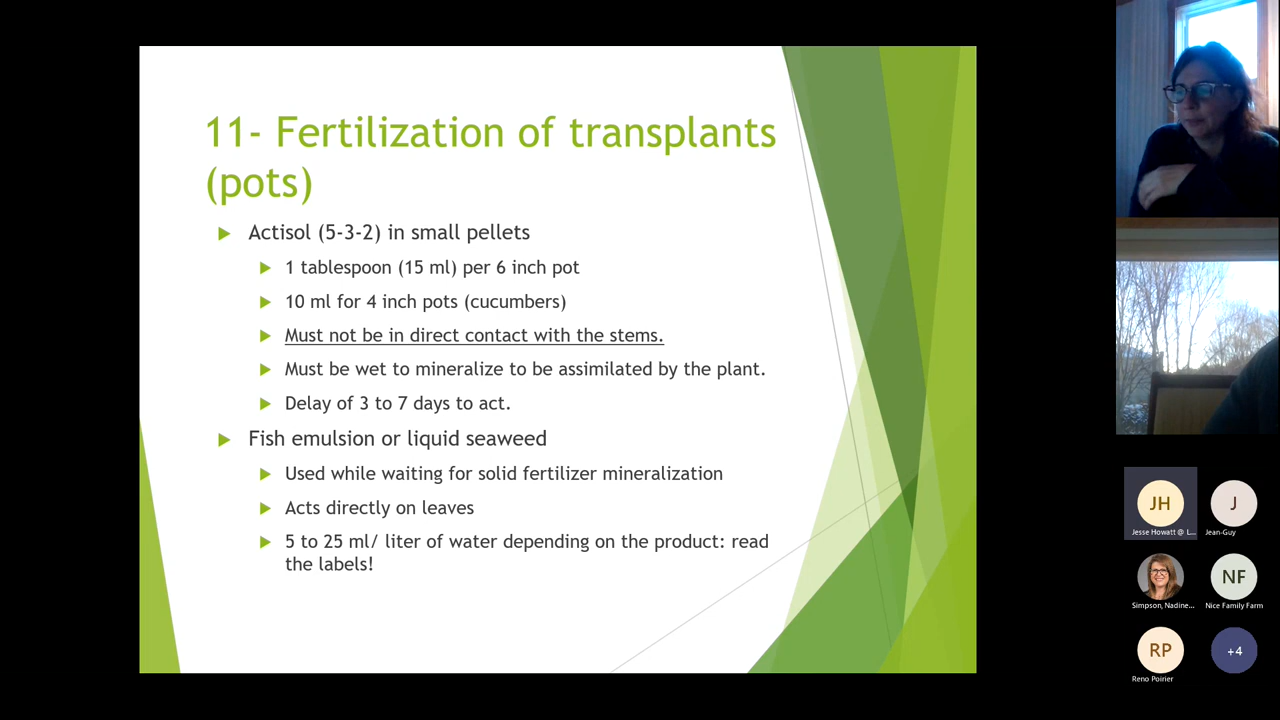 11- Fertilization of transplants
(pots)
Actisol (5-3-2) in small pellets
1 tablespoon (15 ml) per 6 inch pot
10 ml for 4 inch pots (cucumbers)
Must not be in direct contact with the stems.
Must be wet to mineralize to be assimilated by the plant.
Delay of 3 to 7 days to act.
Fish emulsion or liquid seaweed
Used while waiting for solid fertilizer mineralization
Acts directly on leaves
5 to 25 ml/ liter of water depending on the product: read
the labels!
JH
J
Jesse Howatt @ L...
Jean-Guy
NF
Simpson, Nadine...
Nice Family Farm
RP
+4
Reno Poirier